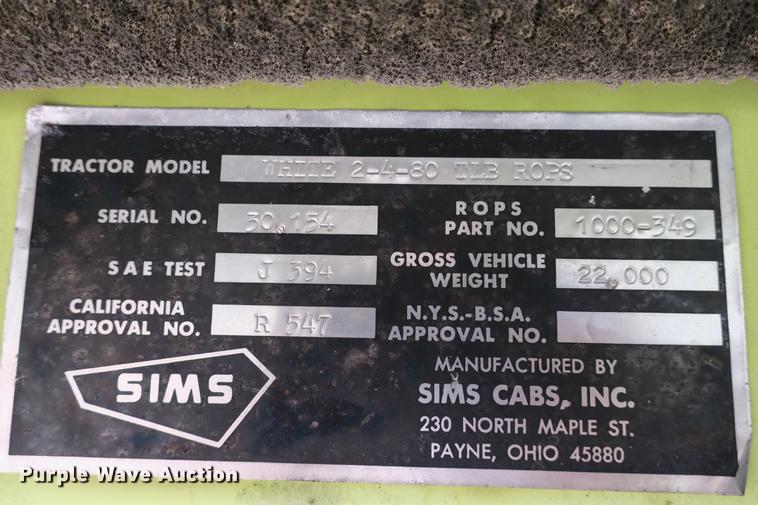 TRACTOR MODEL WHITE 2-4-80 TLB ROPS
SERIAL NO. 30,154
ROPS PART NO. 1000-349
SAE TEST J 394
GROSS VEHICLE WEIGHT 22,000
CALIFORNIA APPROVAL NO. R 547
N.Y.S.-B.S.A. APPROVAL NO.
SIMS
MANUFACTURED BY
SIMS CABS, INC.
230 NORTH MAPLE ST.
PAYNE, OHIO 45880
Purple Wave Auction